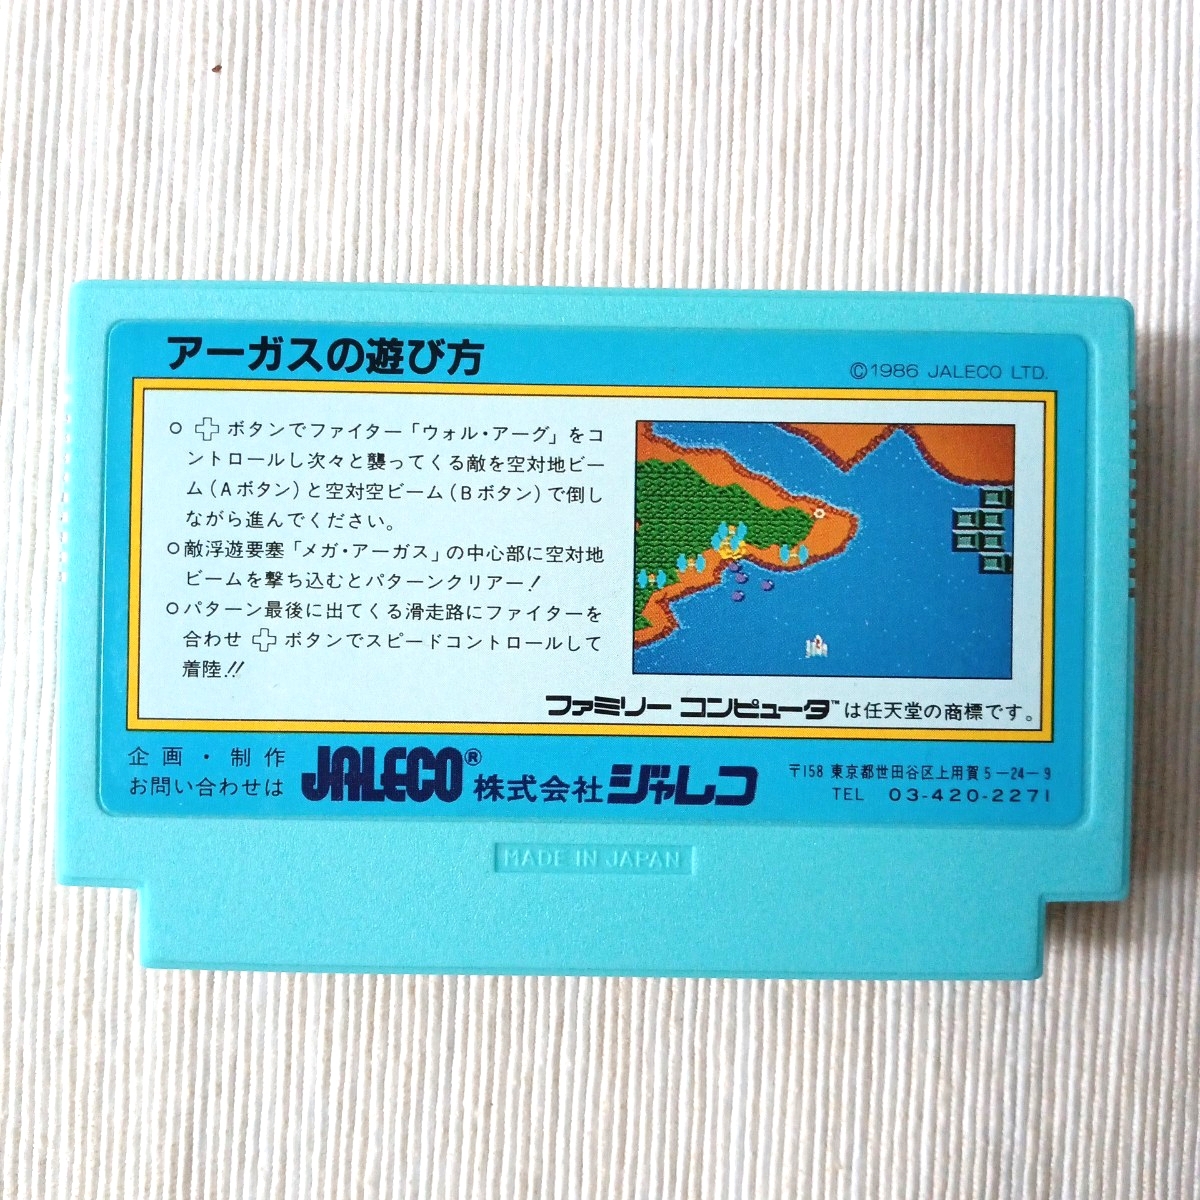 アーガスの遊び方
©1986 JALECO LTD.
○ ボタンでファイター「ウォル・アーグ」をコ
ントロールし次々と襲ってくる敵を空対地ビー
ム(Aボタン)と空対空ビーム(Bボタン)で倒し
ながら進んでください。
○敵浮遊要塞「メガ・アーガス」の中心部に空対地
ビームを撃ち込むとパターンクリアー!
○パターン最後に出てくる滑走路にファイターを
合わせ ボタンでスピードコントロールして
着陸!!
ファミリー コンピュータ™は任天堂の商標です。
企画・制作
お問い合わせは
JALECO® 株式会社ジャレコ
〒158 東京都世田谷区上用賀5-24-9
TEL 03-420-2271
MADE IN JAPAN